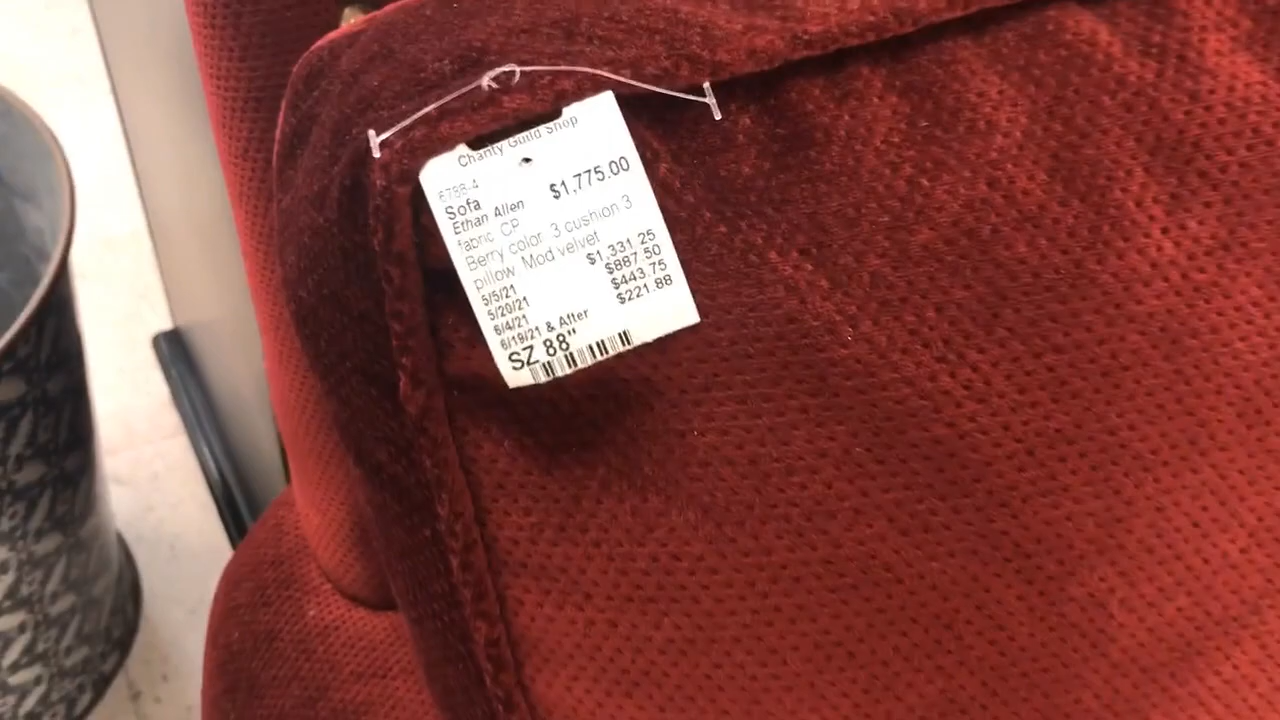 Charity Guild Shop
6788-4
Sofa $1,775.00
Ethan Allen
fabric CP
Berry color 3 cushion 3
pillow Mod velvet
5/5/21 $1,331.25
5/20/21 $887.50
6/4/21 $443.75
6/19/21 & After $221.88
SZ 88"